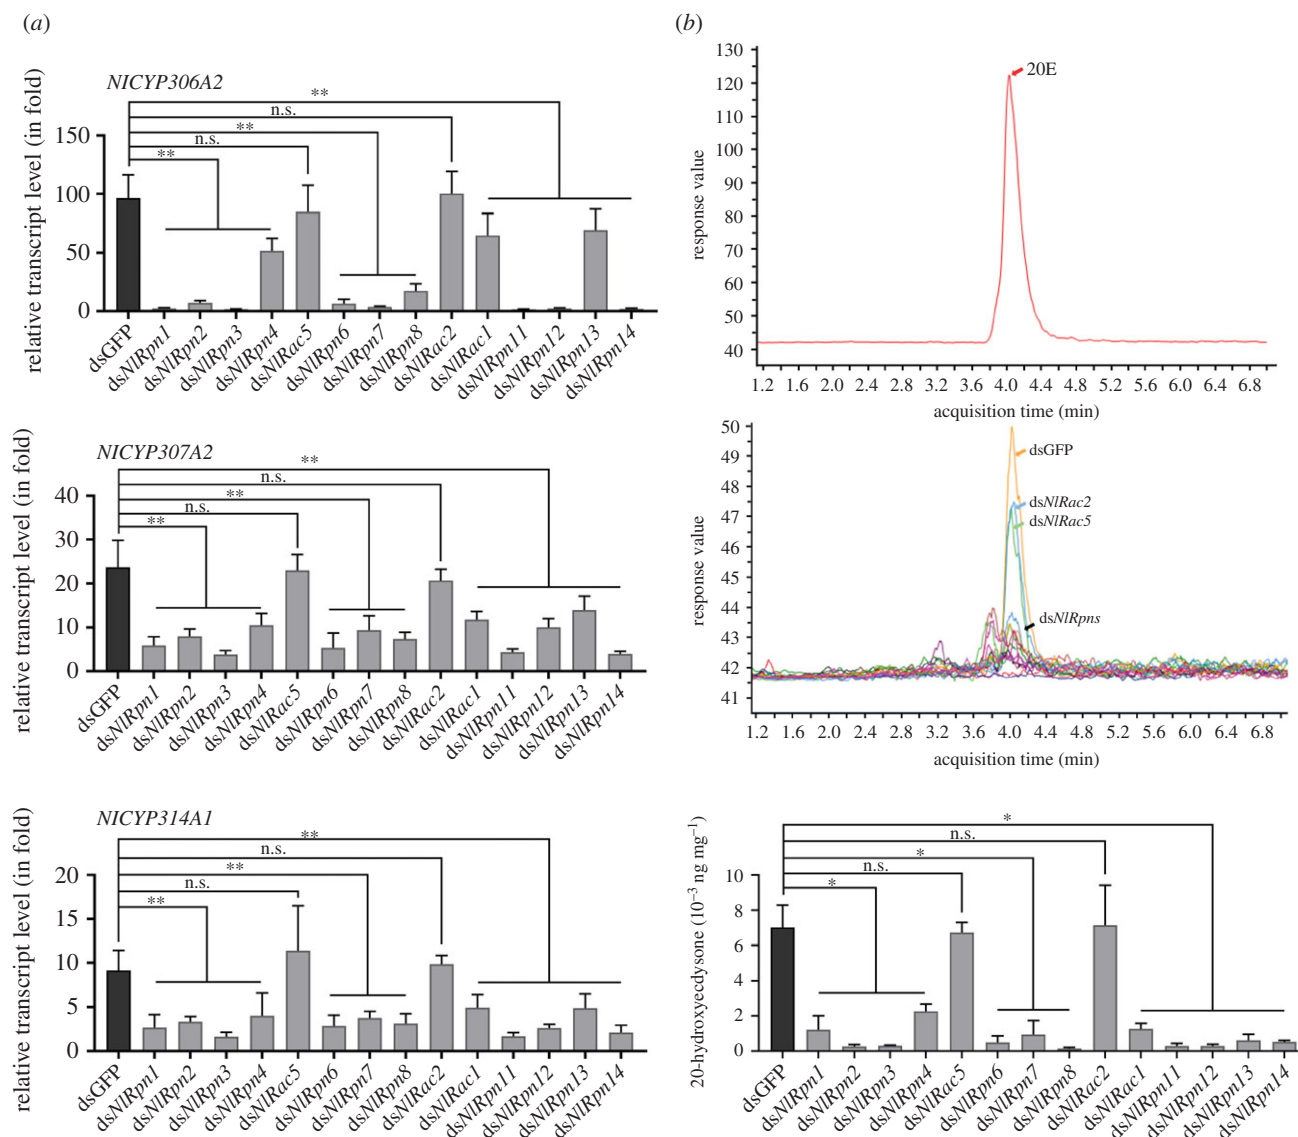 (a)
NICYP306A2
relative transcript level (in fold)
150
100
50
0
**
n.s.
**
n.s.
**
dsGFP
dsNlRpn1
dsNlRpn2
dsNlRpn3
dsNlRpn4
dsNlRac5
dsNlRpn6
dsNlRpn7
dsNlRpn8
dsNlRac2
dsNlRac1
dsNlRpn11
dsNlRpn12
dsNlRpn13
dsNlRpn14
NICYP307A2
relative transcript level (in fold)
40
30
20
10
0
**
n.s.
**
n.s.
**
dsGFP
dsNlRpn1
dsNlRpn2
dsNlRpn3
dsNlRpn4
dsNlRac5
dsNlRpn6
dsNlRpn7
dsNlRpn8
dsNlRac2
dsNlRac1
dsNlRpn11
dsNlRpn12
dsNlRpn13
dsNlRpn14
NICYP314A1
relative transcript level (in fold)
20
15
10
5
0
**
n.s.
**
n.s.
**
dsGFP
dsNlRpn1
dsNlRpn2
dsNlRpn3
dsNlRpn4
dsNlRac5
dsNlRpn6
dsNlRpn7
dsNlRpn8
dsNlRac2
dsNlRac1
dsNlRpn11
dsNlRpn12
dsNlRpn13
dsNlRpn14
(b)
130
120
110
100
90
80
70
60
50
40
response value
20E
1.2 1.6 2.0 2.4 2.8 3.2 3.6 4.0 4.4 4.8 5.2 5.6 6.0 6.4 6.8
acquisition time (min)
50
49
48
47
46
45
44
43
42
41
response value
dsGFP
dsNlRac2
dsNlRac5
dsNlRpns
1.2 1.6 2.0 2.4 2.8 3.2 3.6 4.0 4.4 4.8 5.2 5.6 6.0 6.4 6.8
acquisition time (min)
20-hydroxyecdysone (10⁻³ ng mg⁻¹)
10
8
6
4
2
0
*
n.s.
*
n.s.
*
dsGFP
dsNlRpn1
dsNlRpn2
dsNlRpn3
dsNlRpn4
dsNlRac5
dsNlRpn6
dsNlRpn7
dsNlRpn8
dsNlRac2
dsNlRac1
dsNlRpn11
dsNlRpn12
dsNlRpn13
dsNlRpn14